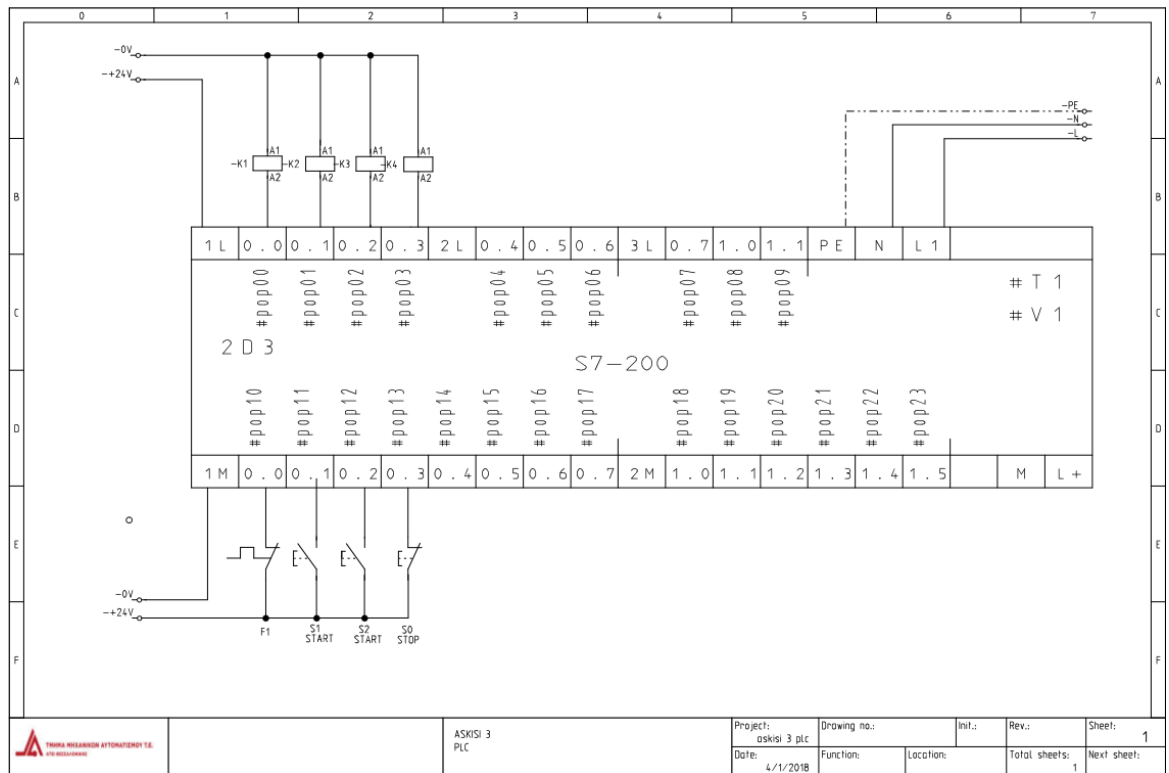 0 1 2 3 4 5 6 7
-0V
A A
-+24V
-PE
-N
-L
A1 A1 A1 A1
-K1 -K2 -K3 -K4
A2 A2 A2 A2
B B
1L 0.0 0.1 0.2 0.3 2L 0.4 0.5 0.6 3L 0.7 1.0 1.1 PE N L1
#pop00 #pop01 #pop02 #pop03 #pop04 #pop05 #pop06 #pop07 #pop08 #pop09
#T1
C C
#V1
2D3
S7-200
#pop10 #pop11 #pop12 #pop13 #pop14 #pop15 #pop16 #pop17 #pop18 #pop19 #pop20 #pop21 #pop22 #pop23
D D
1M 0.0 0.1 0.2 0.3 0.4 0.5 0.6 0.7 2M 1.0 1.1 1.2 1.3 1.4 1.5 M L+
E E
-0V
-+24V
F1 S1 S2 S0
START START STOP
F F
ΤΜΗΜΑ ΜΗΧΑΝΙΚΩΝ ΑΥΤΟΜΑΤΙΣΜΟΥ Τ.Ε.
ΑΤΕΙ ΘΕΣΣΑΛΟΝΙΚΗΣ
ASKISI 3
PLC
Project: Drawing no.: Init.: Rev.: Sheet:
askisi 3 plc 1
Date: Function: Location: Total sheets: Next sheet:
4/1/2018 1